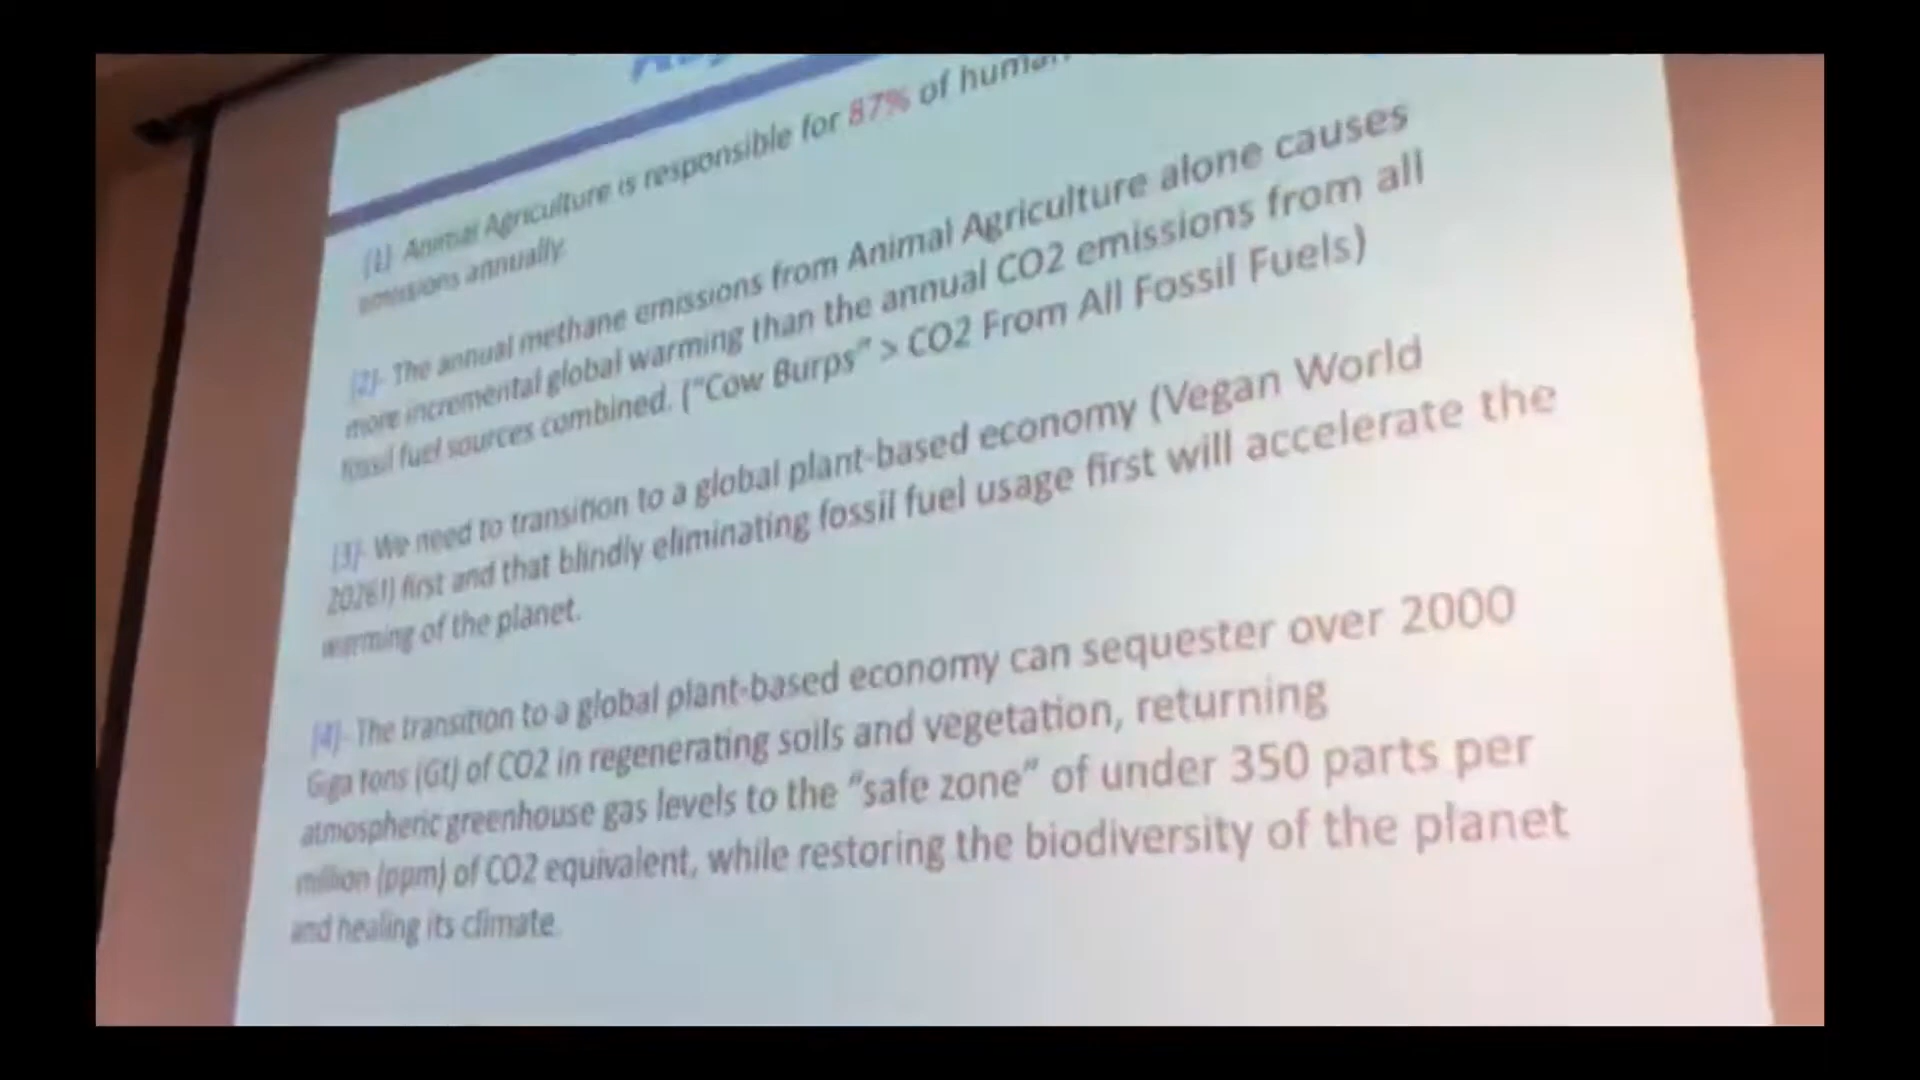 [1]- Animal Agriculture is responsible for 87% of human
emissions annually.
[2]- The annual methane emissions from Animal Agriculture alone causes
more incremental global warming than the annual CO2 emissions from all
fossil fuel sources combined. ("Cow Burps" > CO2 From All Fossil Fuels)
[3]- We need to transition to a global plant-based economy (Vegan World
2026!) first and that blindly eliminating fossil fuel usage first will accelerate the
warming of the planet.
[4]- The transition to a global plant-based economy can sequester over 2000
Giga tons (Gt) of CO2 in regenerating soils and vegetation, returning
atmospheric greenhouse gas levels to the "safe zone" of under 350 parts per
million (ppm) of CO2 equivalent, while restoring the biodiversity of the planet
and healing its climate.